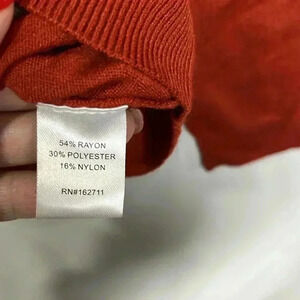 54% RAYON
30% POLYESTER
16% NYLON
RN#162711